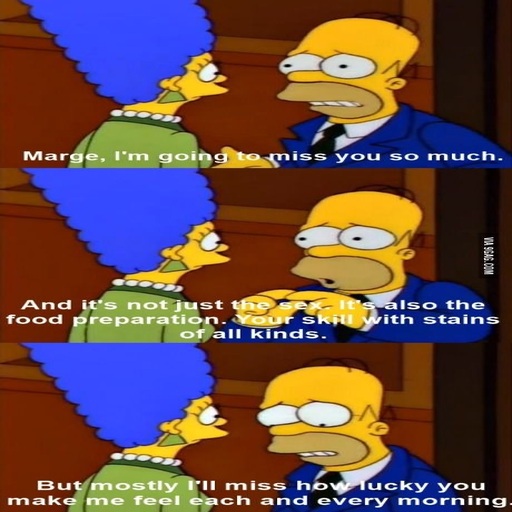 Marge, I'm going to miss you so much.
And it's not just the sex. It's also the
food preparation. Your skill with stains
of all kinds.
VIA 9GAG.COM
But mostly I'll miss how lucky you
make me feel each and every morning.